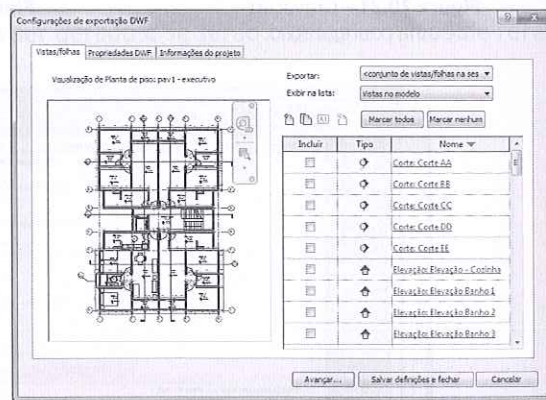 Configurações de exportação DWF
Vistas/folhas Propriedades DWF Informações do projeto
Visualização de Planta de piso: pav1 - executivo
Exportar: <conjunto de vistas/folhas na ses
Exibir na lista: Vistas no modelo
Marcar todos Marcar nenhum
Incluir Tipo Nome
Corte: Corte AA
Corte: Corte BB
Corte: Corte CC
Corte: Corte DD
Corte: Corte EE
Elevação: Elevação - Cozinha
Elevação: Elevação Banho 1
Elevação: Elevação Banho 2
Elevação: Elevação Banho 3
Avançar... Salvar definições e fechar Cancelar